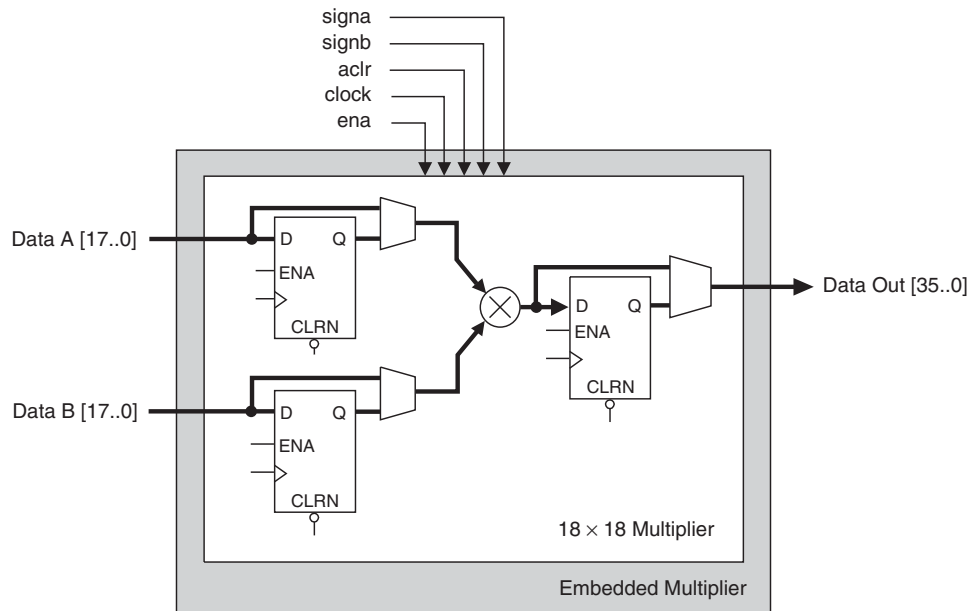 signa
signb
aclr
clock
ena
Data A [17..0]
D Q
ENA
CLRN
Data B [17..0]
D Q
ENA
CLRN
D Q
ENA
CLRN
Data Out [35..0]
18 × 18 Multiplier
Embedded Multiplier